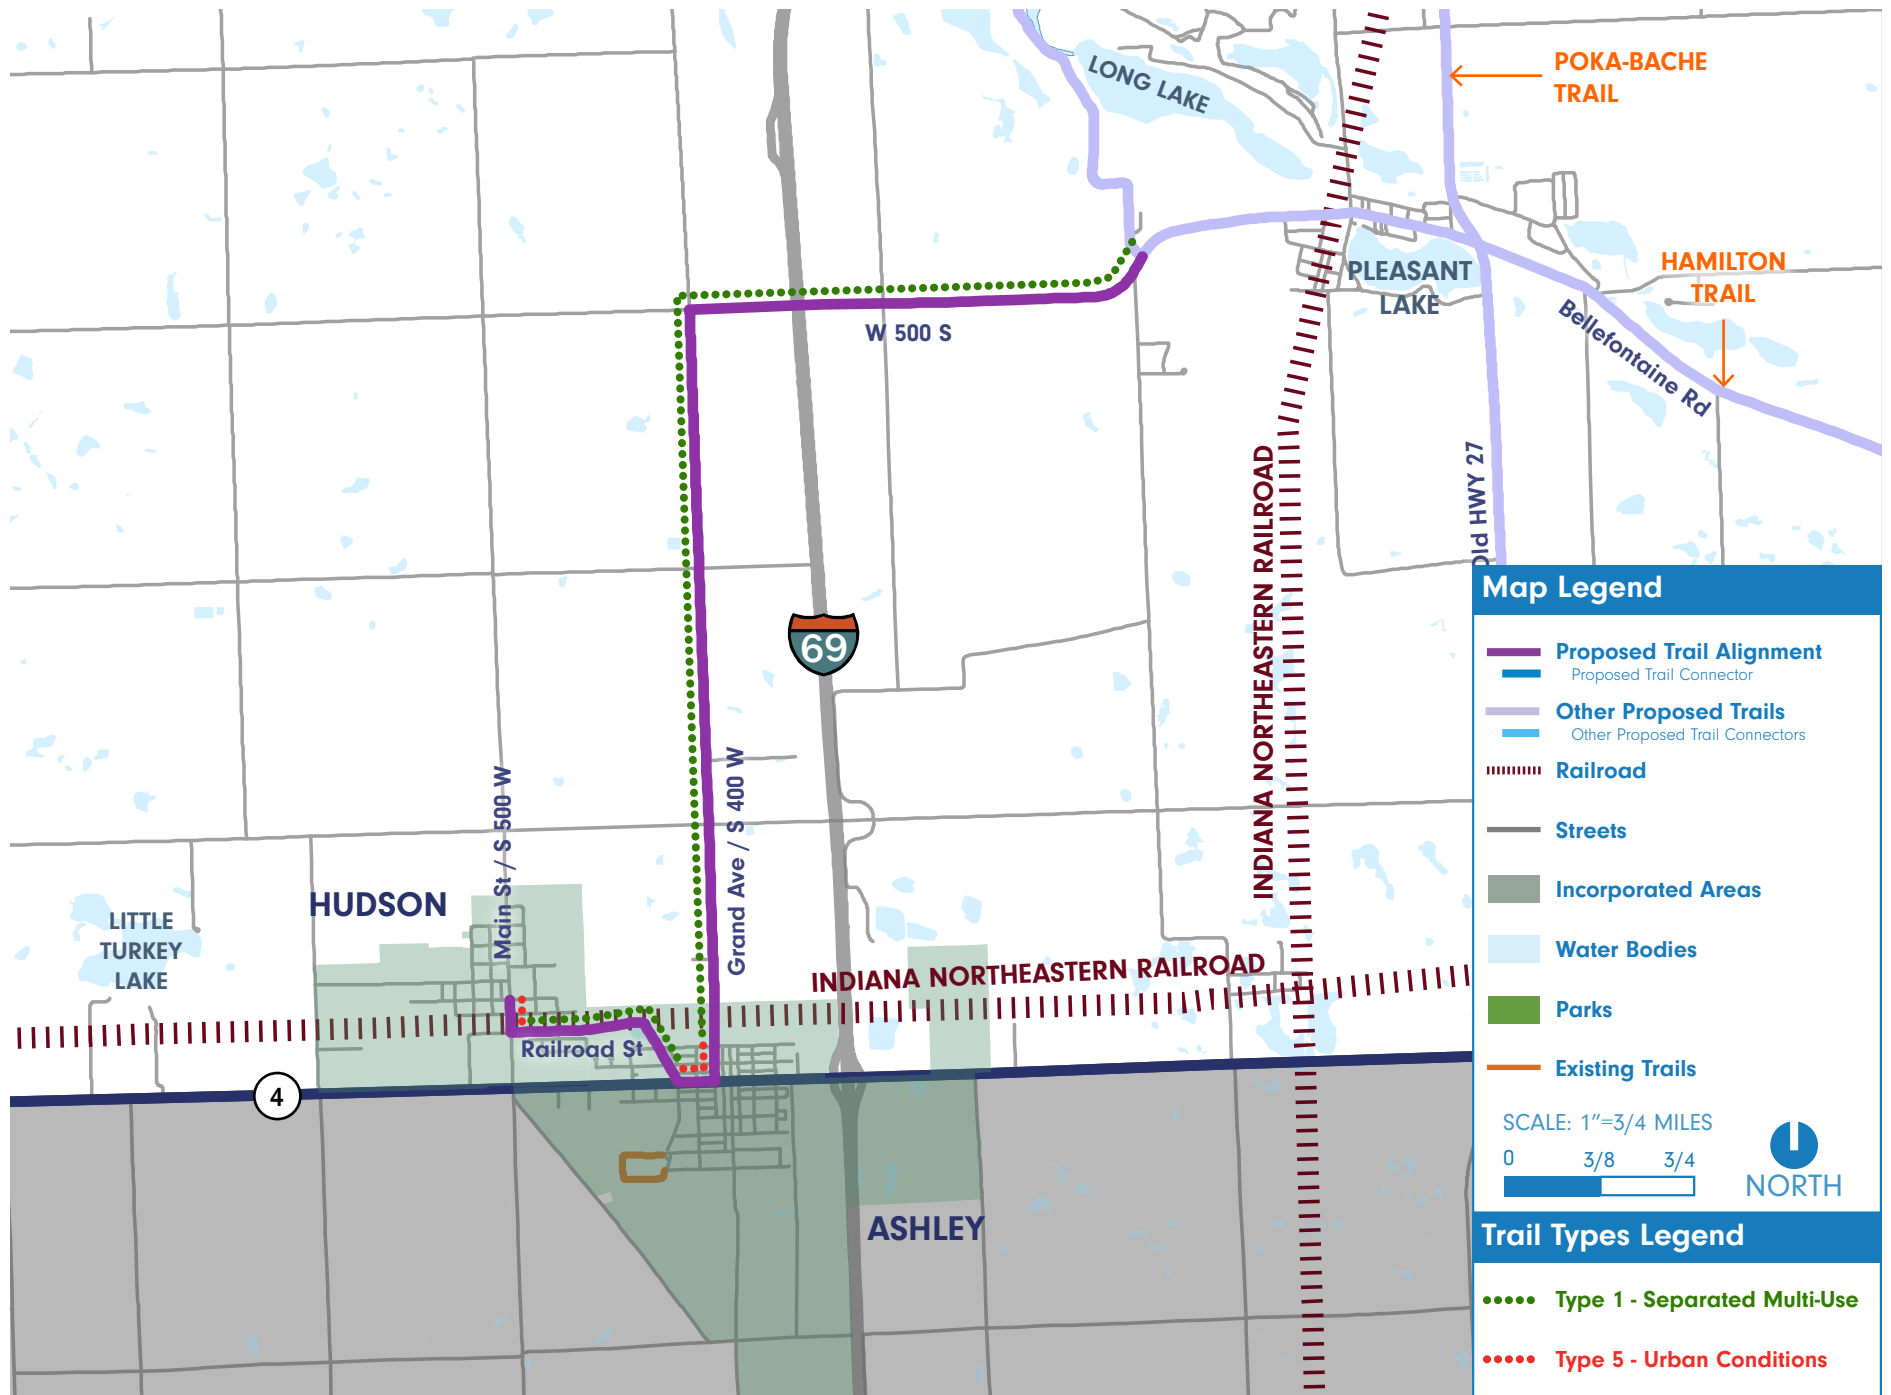 POKA-BACHE
TRAIL
LONG LAKE
HAMILTON
TRAIL
PLEASANT
LAKE
W 500 S
Bellefontaine Rd
Old HWY 27
INDIANA NORTHEASTERN RAILROAD
69
Main St / S 500 W
Grand Ave / S 400 W
HUDSON
LITTLE
TURKEY
LAKE
INDIANA NORTHEASTERN RAILROAD
Railroad St
4
ASHLEY
Map Legend
Proposed Trail Alignment
Proposed Trail Connector
Other Proposed Trails
Other Proposed Trail Connectors
Railroad
Streets
Incorporated Areas
Water Bodies
Parks
Existing Trails
SCALE: 1"=3/4 MILES
0 3/8 3/4
NORTH
Trail Types Legend
Type 1 - Separated Multi-Use
Type 5 - Urban Conditions